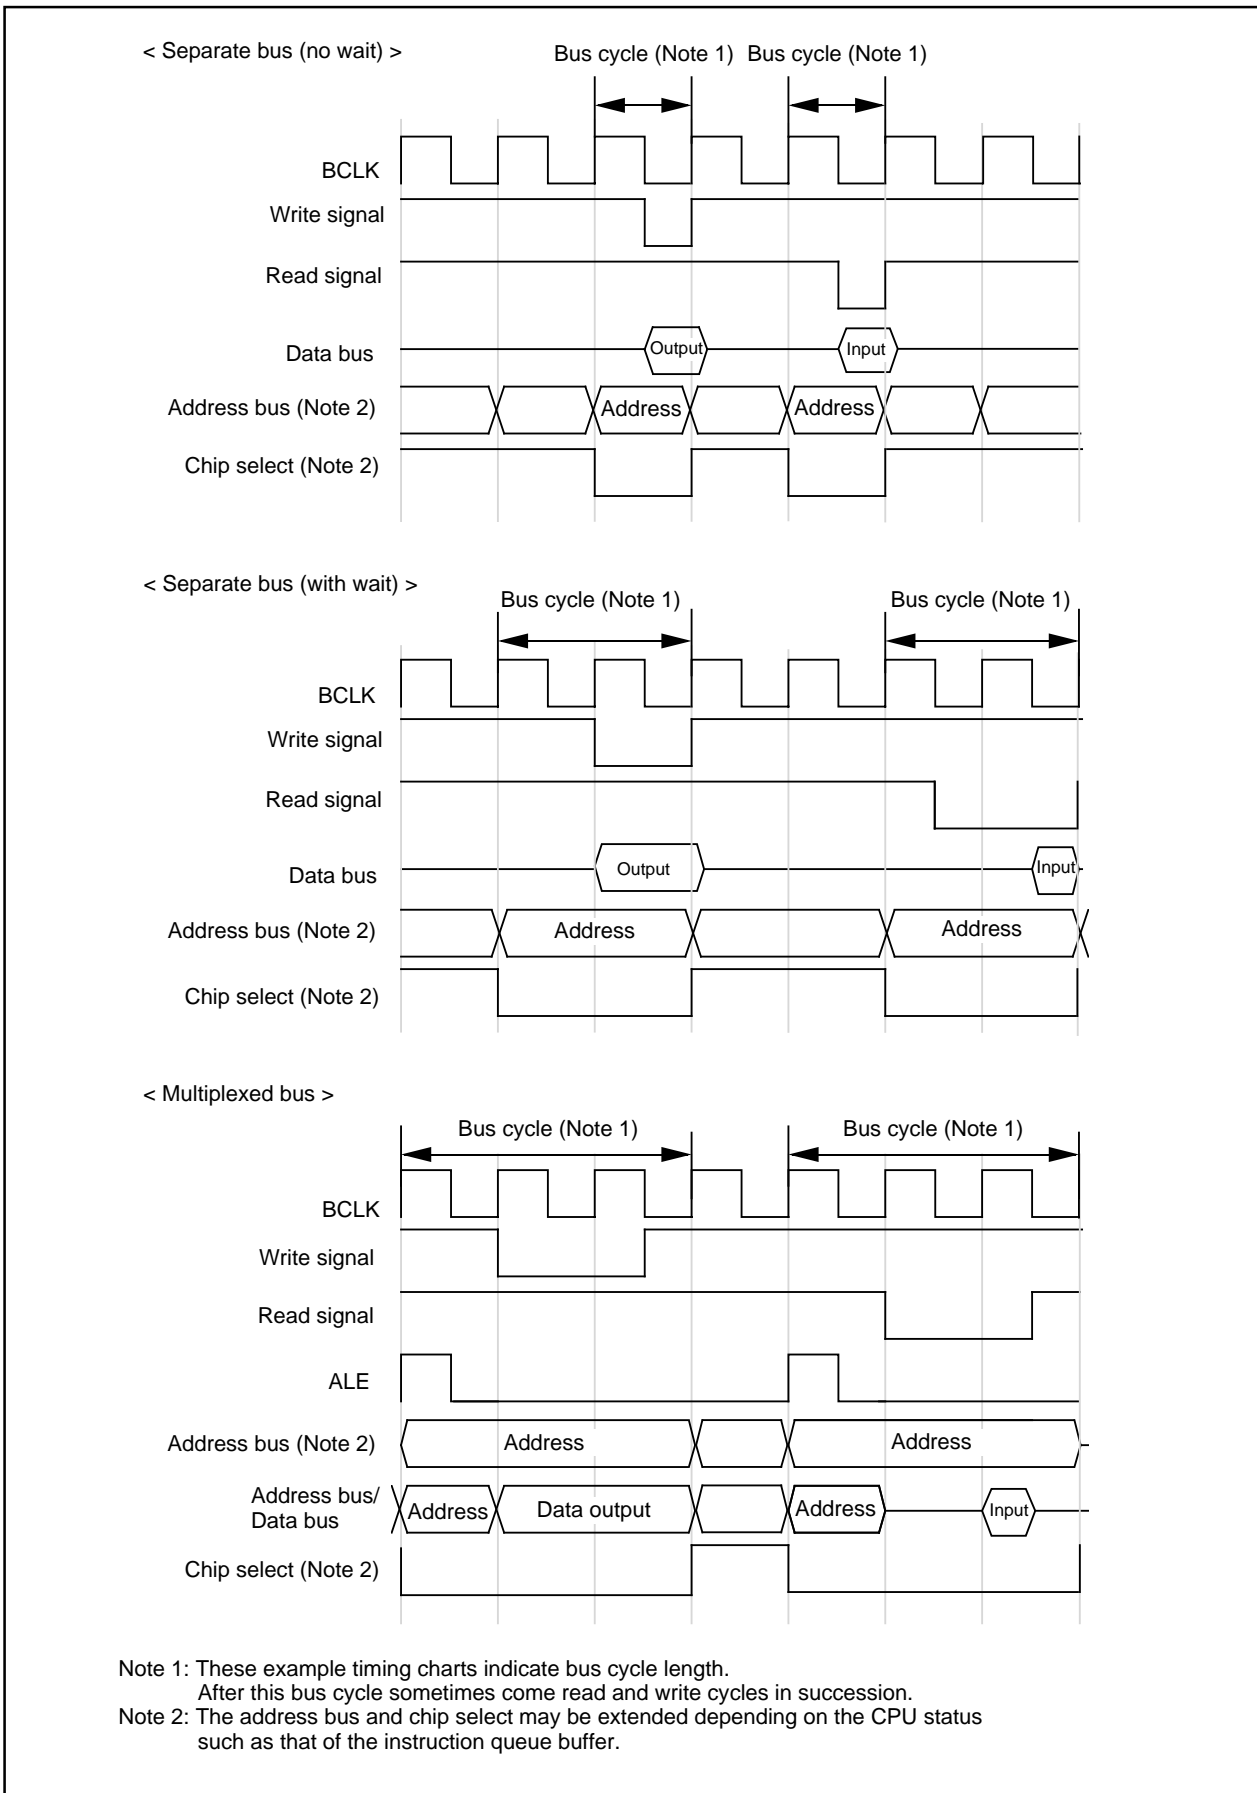 < Separate bus (no wait) >
Bus cycle (Note 1) Bus cycle (Note 1)
BCLK
Write signal
Read signal
Data bus
Output
Input
Address bus (Note 2)
Address
Address
Chip select (Note 2)
< Separate bus (with wait) >
Bus cycle (Note 1)
Bus cycle (Note 1)
BCLK
Write signal
Read signal
Data bus
Output
Input
Address bus (Note 2)
Address
Address
Chip select (Note 2)
< Multiplexed bus >
Bus cycle (Note 1)
Bus cycle (Note 1)
BCLK
Write signal
Read signal
ALE
Address bus (Note 2)
Address
Address
Address bus/
Data bus
Address
Data output
Address
Input
Chip select (Note 2)
Note 1: These example timing charts indicate bus cycle length.
After this bus cycle sometimes come read and write cycles in succession.
Note 2: The address bus and chip select may be extended depending on the CPU status
such as that of the instruction queue buffer.